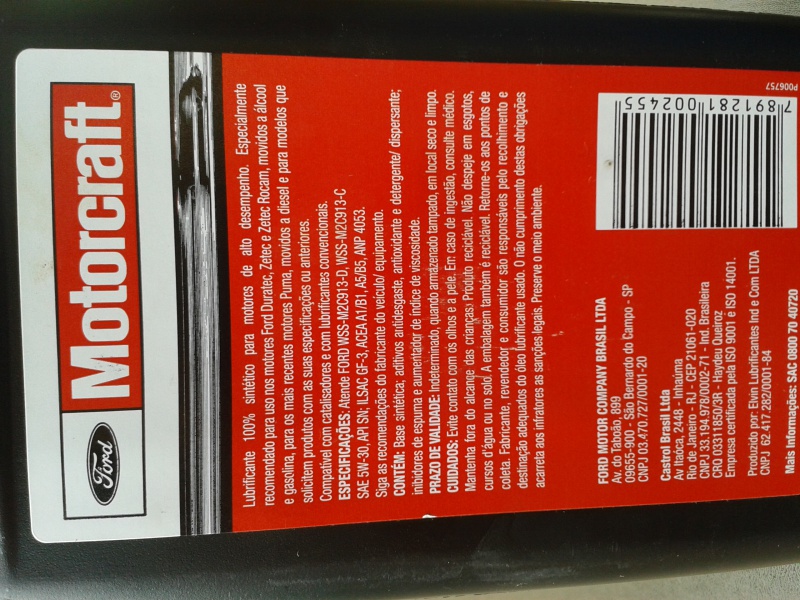 Ford
Motorcraft®
Lubrificante 100% sintético para motores de alto desempenho. Especialmente
recomendado para uso nos motores Ford Duratec, Zetec e Zetec Rocam, movidos a álcool
e gasolina, para os mais recentes motores Puma, movidos a diesel e para modelos que
solicitem produtos com as suas especificações ou anteriores.
Compatível com catalisadores e com lubrificantes convencionais.
ESPECIFICAÇÕES: Atende FORD WSS-M2C913-D, WSS-M2C913-C
SAE 5W-30, API SN; ILSAC GF-3, ACEA A1/B1, A5/B5, ANP 4053.
Siga as recomendações do fabricante do veículo/ equipamento.
CONTÉM: Base sintética; aditivos antidesgaste, antioxidante e detergente/ dispersante;
inibidores de espuma e aumentador de índice de viscosidade.
PRAZO DE VALIDADE: Indeterminado, quando armazenado tampado, em local seco e limpo.
CUIDADOS: Evite contato com os olhos e a pele. Em caso de ingestão, consulte médico.
Mantenha fora do alcance das crianças. Produto reciclável. Não despeje em esgotos,
cursos d'água ou no solo. A embalagem também é reciclável. Retorne-os aos pontos de
coleta. Fabricante, revendedor e consumidor são responsáveis pelo recolhimento e
destinação adequados do óleo lubrificante usado. O não cumprimento destas obrigações
acarreta aos infratores as sanções legais. Preserve o meio ambiente.
FORD MOTOR COMPANY BRASIL LTDA
Av. do Taboão, 899
09655-900 - São Bernardo do Campo - SP
CNPJ 03.470.727/0001-20
Castrol Brasil Ltda
Av Itaóca, 2448 - Inhaúma
Rio de Janeiro - RJ - CEP 21061-020
CNPJ 33.194.978/0002-71 - Ind. Brasileira
CRQ 03311850/3R - Haydeu Queiroz
Empresa certificada pela ISO 9001 e ISO 14001.
Produzido por: Elvin Lubrificantes Ind e Coin LTDA
CNPJ 62.417.282/0001-84
Mais Informações: SAC 0800 70 40720
7891281002455
P006757